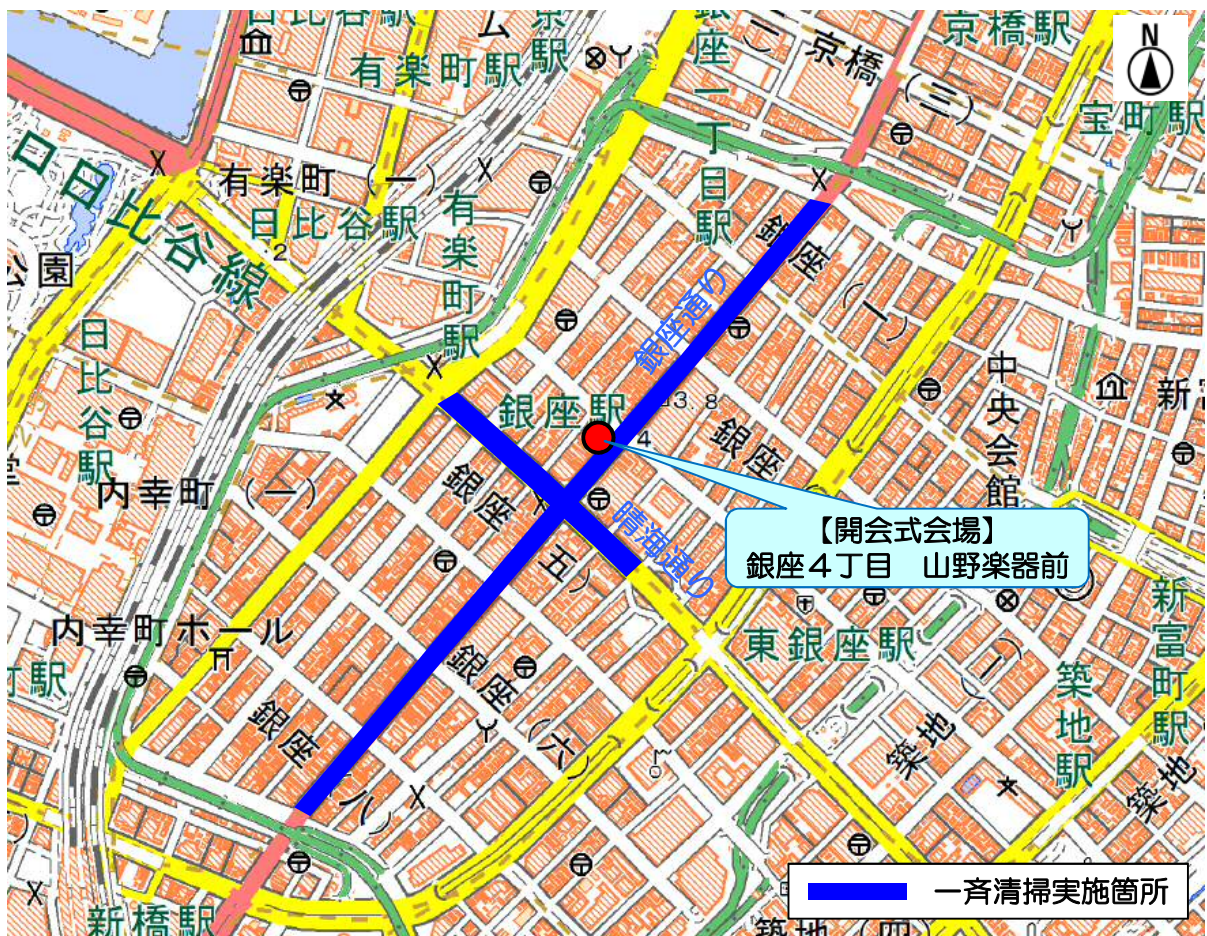 N
有楽町駅
京橋駅
京橋(三)
宝町駅
銀座一丁目駅
日日比谷線
有楽町(一)
日比谷駅
2
有楽町駅
公園
日比谷駅
銀座(一)
銀座通り
銀座駅
3.8
4
銀座
中央会館
内幸町(一)
銀座五)
晴海通り
【開会式会場】
銀座4丁目 山野楽器前
内幸町ホール
東銀座駅
新富町駅
築地駅
銀座(六)
銀座(八)
築地
築地
新橋駅
一斉清掃実施箇所
築地(四)